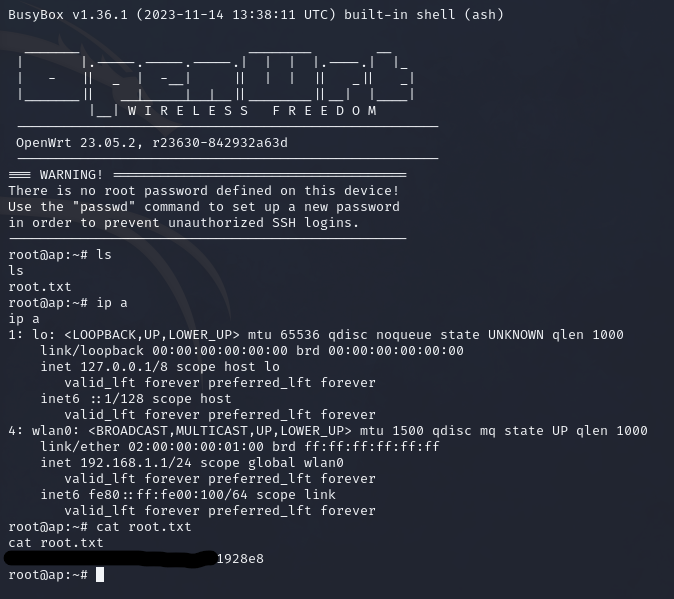 BusyBox v1.36.1 (2023-11-14 13:38:11 UTC) built-in shell (ash)
OpenWrt
W I R E L E S S   F R E E D O M
OpenWrt 23.05.2, r23630-842932a63d
=== WARNING! =====================================
There is no root password defined on this device!
Use the "passwd" command to set up a new password
in order to prevent unauthorized SSH logins.
root@ap:~# ls
ls
root.txt
root@ap:~# ip a
ip a
1: lo: <LOOPBACK,UP,LOWER_UP> mtu 65536 qdisc noqueue state UNKNOWN qlen 1000
    link/loopback 00:00:00:00:00:00 brd 00:00:00:00:00:00
    inet 127.0.0.1/8 scope host lo
       valid_lft forever preferred_lft forever
    inet6 ::1/128 scope host
       valid_lft forever preferred_lft forever
4: wlan0: <BROADCAST,MULTICAST,UP,LOWER_UP> mtu 1500 qdisc mq state UP qlen 1000
    link/ether 02:00:00:00:01:00 brd ff:ff:ff:ff:ff:ff
    inet 192.168.1.1/24 scope global wlan0
       valid_lft forever preferred_lft forever
    inet6 fe80::ff:fe00:100/64 scope link
       valid_lft forever preferred_lft forever
root@ap:~# cat root.txt
cat root.txt
1928e8
root@ap:~#